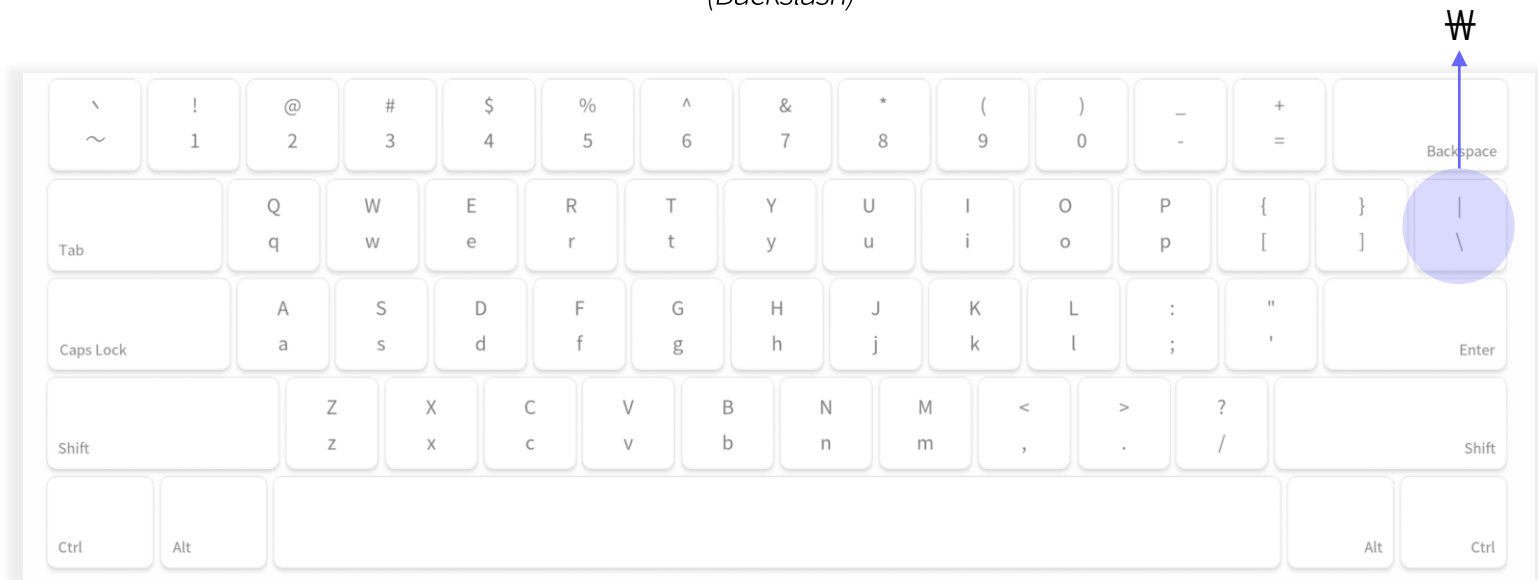 (Backslash)
₩
` ! @ # $ % ^ & * ( ) _ +
~ 1 2 3 4 5 6 7 8 9 0 - = Backspace
Q W E R T Y U I O P { } |
Tab q w e r t y u i o p [ ] \
A S D F G H J K L : "
Caps Lock a s d f g h j k l ; ' Enter
Z X C V B N M < > ?
Shift z x c v b n m , . / Shift
Ctrl Alt Alt Ctrl